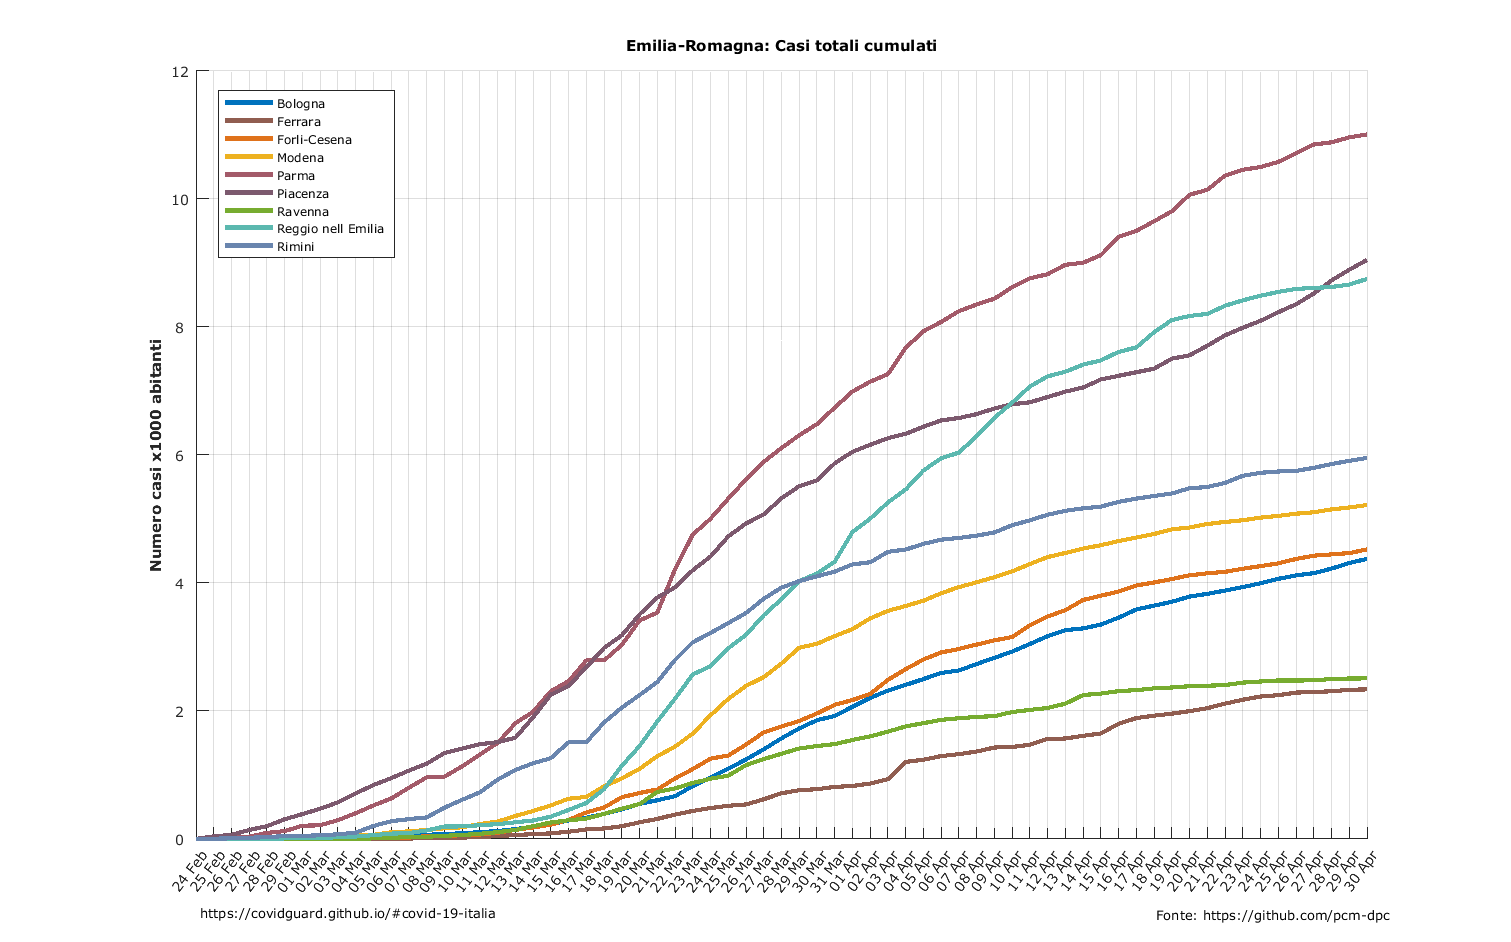 Emilia-Romagna: Casi totali cumulati
12
10
8
6
4
2
0
Numero casi x1000 abitanti
Bologna
Ferrara
Forli-Cesena
Modena
Parma
Piacenza
Ravenna
Reggio nell Emilia
Rimini
24 Feb
25 Feb
26 Feb
27 Feb
28 Feb
29 Feb
01 Mar
02 Mar
03 Mar
04 Mar
05 Mar
06 Mar
07 Mar
08 Mar
09 Mar
10 Mar
11 Mar
12 Mar
13 Mar
14 Mar
15 Mar
16 Mar
17 Mar
18 Mar
19 Mar
20 Mar
21 Mar
22 Mar
23 Mar
24 Mar
25 Mar
26 Mar
27 Mar
28 Mar
29 Mar
30 Mar
31 Mar
01 Apr
02 Apr
03 Apr
04 Apr
05 Apr
06 Apr
07 Apr
08 Apr
09 Apr
10 Apr
11 Apr
12 Apr
13 Apr
14 Apr
15 Apr
16 Apr
17 Apr
18 Apr
19 Apr
20 Apr
21 Apr
22 Apr
23 Apr
24 Apr
25 Apr
26 Apr
27 Apr
28 Apr
29 Apr
30 Apr
https://covidguard.github.io/#covid-19-italia
Fonte: https://github.com/pcm-dpc